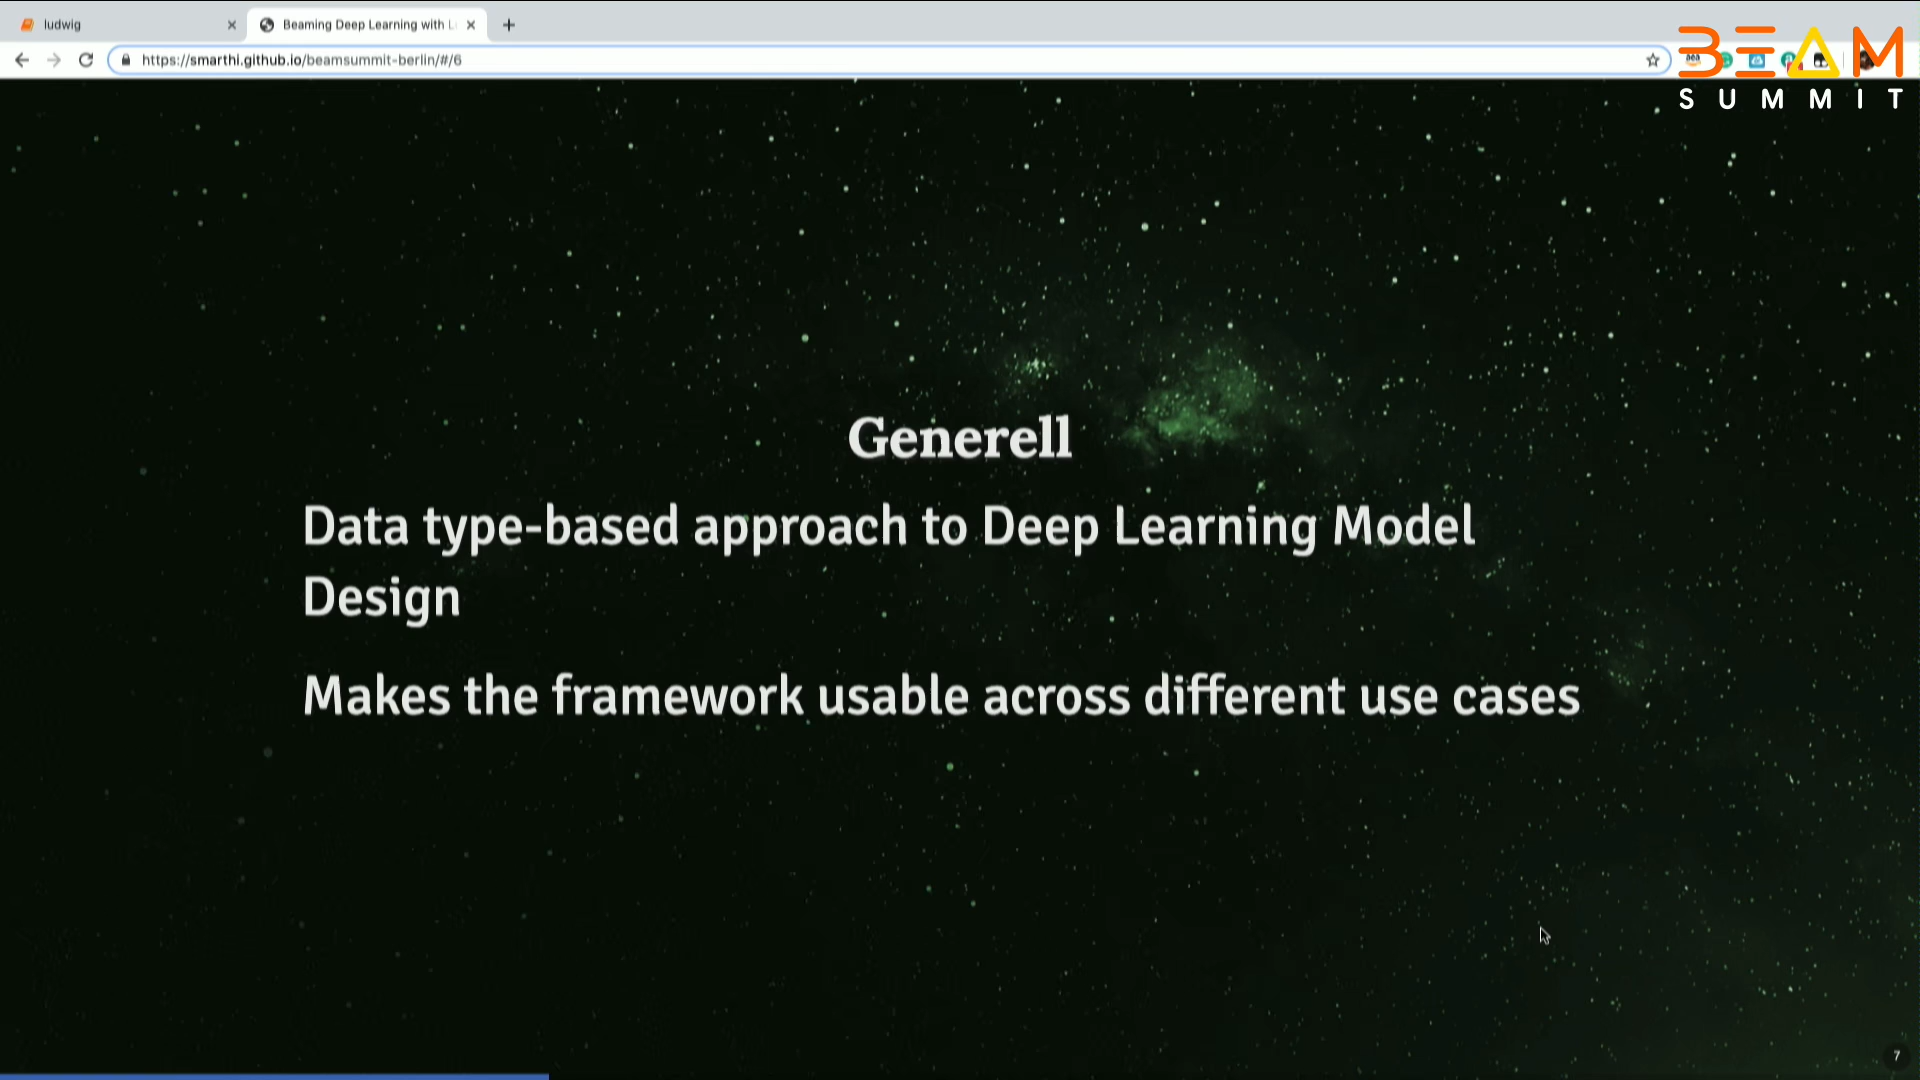 ludwig
Beaming Deep Learning with L
https://smarthi.github.io/beamsummit-berlin/#/6
BEAM
SUMMIT
Generell
Data type-based approach to Deep Learning Model
Design
Makes the framework usable across different use cases
7